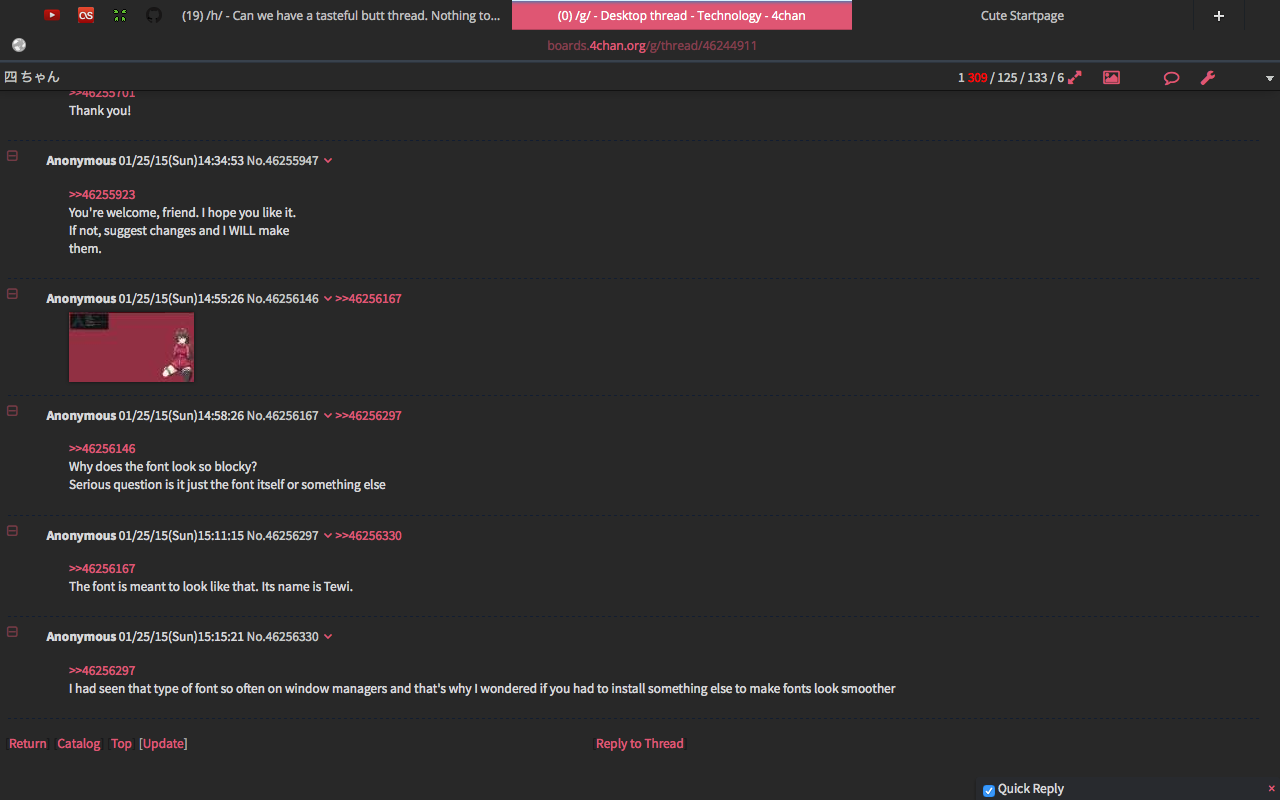 (19) /h/ - Can we have a tasteful butt thread. Nothing to...
(0) /g/ - Desktop thread - Technology - 4chan
Cute Startpage
boards.4chan.org/g/thread/46244911
四 ちゃん
1 309 / 125 / 133 / 6
>>46255701
Thank you!
Anonymous 01/25/15(Sun)14:34:53 No.46255947
>>46255923
You're welcome, friend. I hope you like it.
If not, suggest changes and I WILL make
them.
Anonymous 01/25/15(Sun)14:55:26 No.46256146 >>46256167
Anonymous 01/25/15(Sun)14:58:26 No.46256167 >>46256297
>>46256146
Why does the font look so blocky?
Serious question is it just the font itself or something else
Anonymous 01/25/15(Sun)15:11:15 No.46256297 >>46256330
>>46256167
The font is meant to look like that. Its name is Tewi.
Anonymous 01/25/15(Sun)15:15:21 No.46256330
>>46256297
I had seen that type of font so often on window managers and that's why I wondered if you had to install something else to make fonts look smoother
Return Catalog Top [Update]
Reply to Thread
Quick Reply